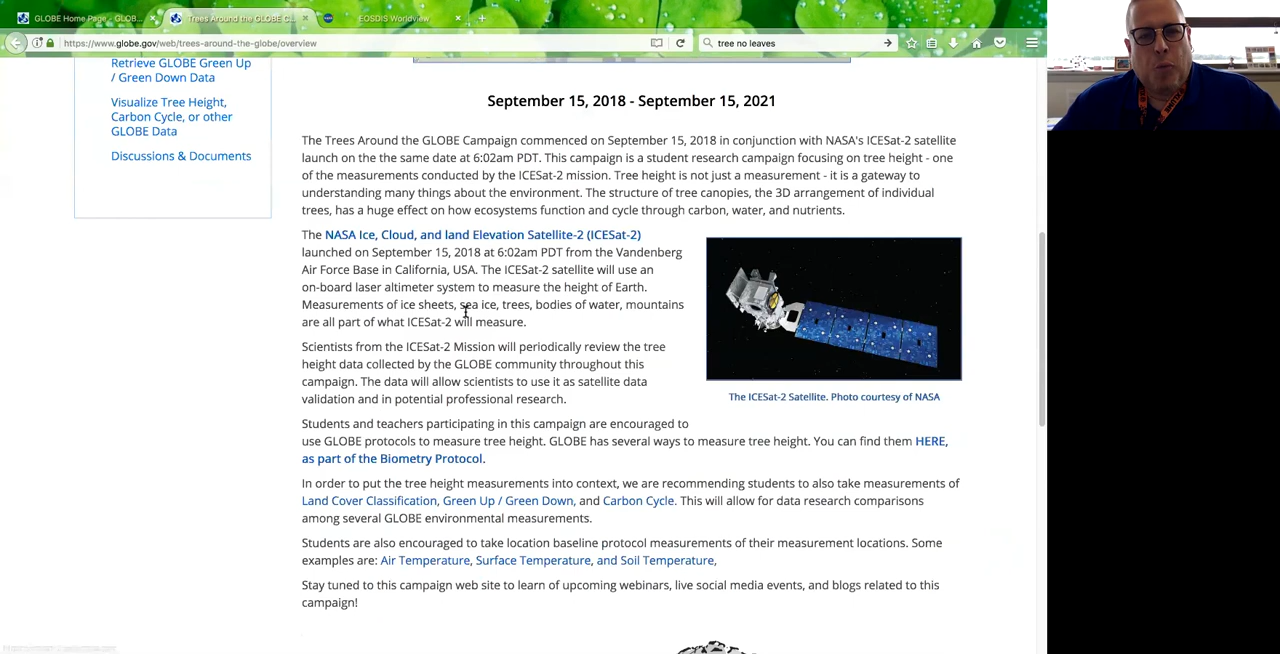 GLOBE Home Page - GLOB...
Trees Around the GLOBE C...
EOSDIS Worldview
https://www.globe.gov/web/trees-around-the-globe/overview
tree no leaves
Retrieve GLOBE Green Up
/ Green Down Data
Visualize Tree Height,
Carbon Cycle, or other
GLOBE Data
Discussions & Documents
September 15, 2018 - September 15, 2021
The Trees Around the GLOBE Campaign commenced on September 15, 2018 in conjunction with NASA's ICESat-2 satellite
launch on the the same date at 6:02am PDT. This campaign is a student research campaign focusing on tree height - one
of the measurements conducted by the ICESat-2 mission. Tree height is not just a measurement - it is a gateway to
understanding many things about the environment. The structure of tree canopies, the 3D arrangement of individual
trees, has a huge effect on how ecosystems function and cycle through carbon, water, and nutrients.
The NASA Ice, Cloud, and land Elevation Satellite-2 (ICESat-2)
launched on September 15, 2018 at 6:02am PDT from the Vandenberg
Air Force Base in California, USA. The ICESat-2 satellite will use an
on-board laser altimeter system to measure the height of Earth.
Measurements of ice sheets, sea ice, trees, bodies of water, mountains
are all part of what ICESat-2 will measure.
Scientists from the ICESat-2 Mission will periodically review the tree
height data collected by the GLOBE community throughout this
campaign. The data will allow scientists to use it as satellite data
validation and in potential professional research.
The ICESat-2 Satellite. Photo courtesy of NASA
Students and teachers participating in this campaign are encouraged to
use GLOBE protocols to measure tree height. GLOBE has several ways to measure tree height. You can find them HERE,
as part of the Biometry Protocol.
In order to put the tree height measurements into context, we are recommending students to also take measurements of
Land Cover Classification, Green Up / Green Down, and Carbon Cycle. This will allow for data research comparisons
among several GLOBE environmental measurements.
Students are also encouraged to take location baseline protocol measurements of their measurement locations. Some
examples are: Air Temperature, Surface Temperature, and Soil Temperature,
Stay tuned to this campaign web site to learn of upcoming webinars, live social media events, and blogs related to this
campaign!